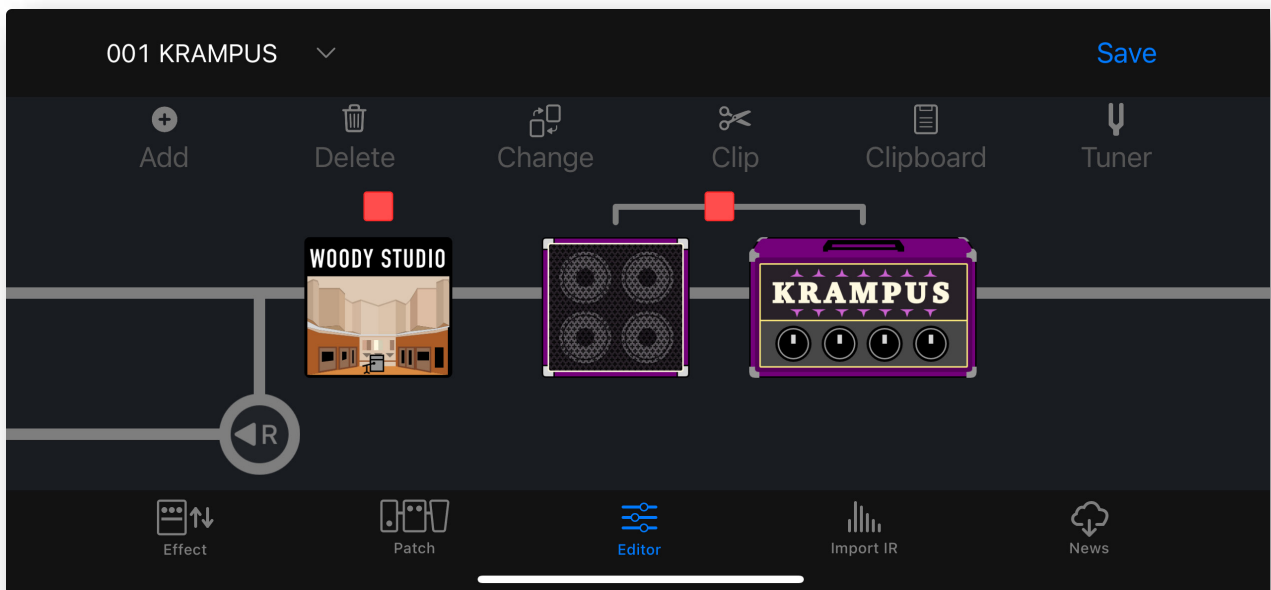 001 KRAMPUS
Save
Add
Delete
Change
Clip
Clipboard
Tuner
WOODY STUDIO
KRAMPUS
R
Effect
Patch
Editor
Import IR
News